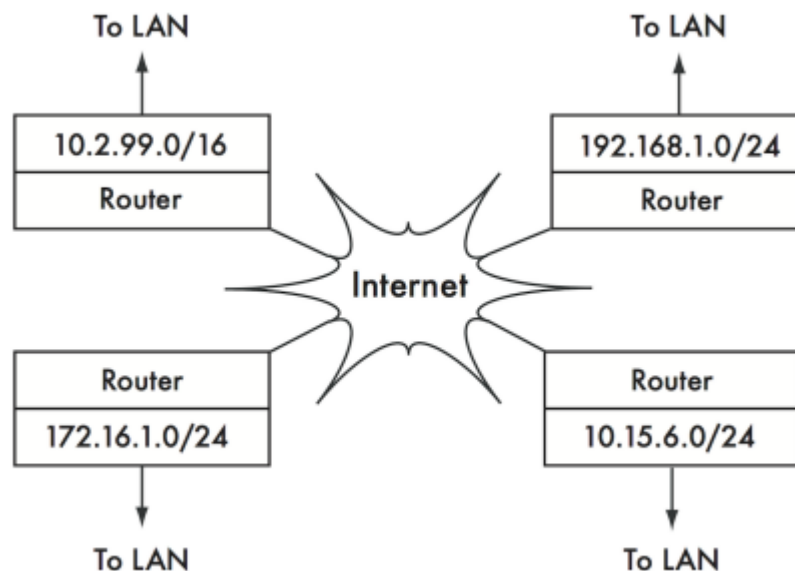 To LAN
To LAN
10.2.99.0/16
192.168.1.0/24
Router
Router
Internet
Router
Router
172.16.1.0/24
10.15.6.0/24
To LAN
To LAN